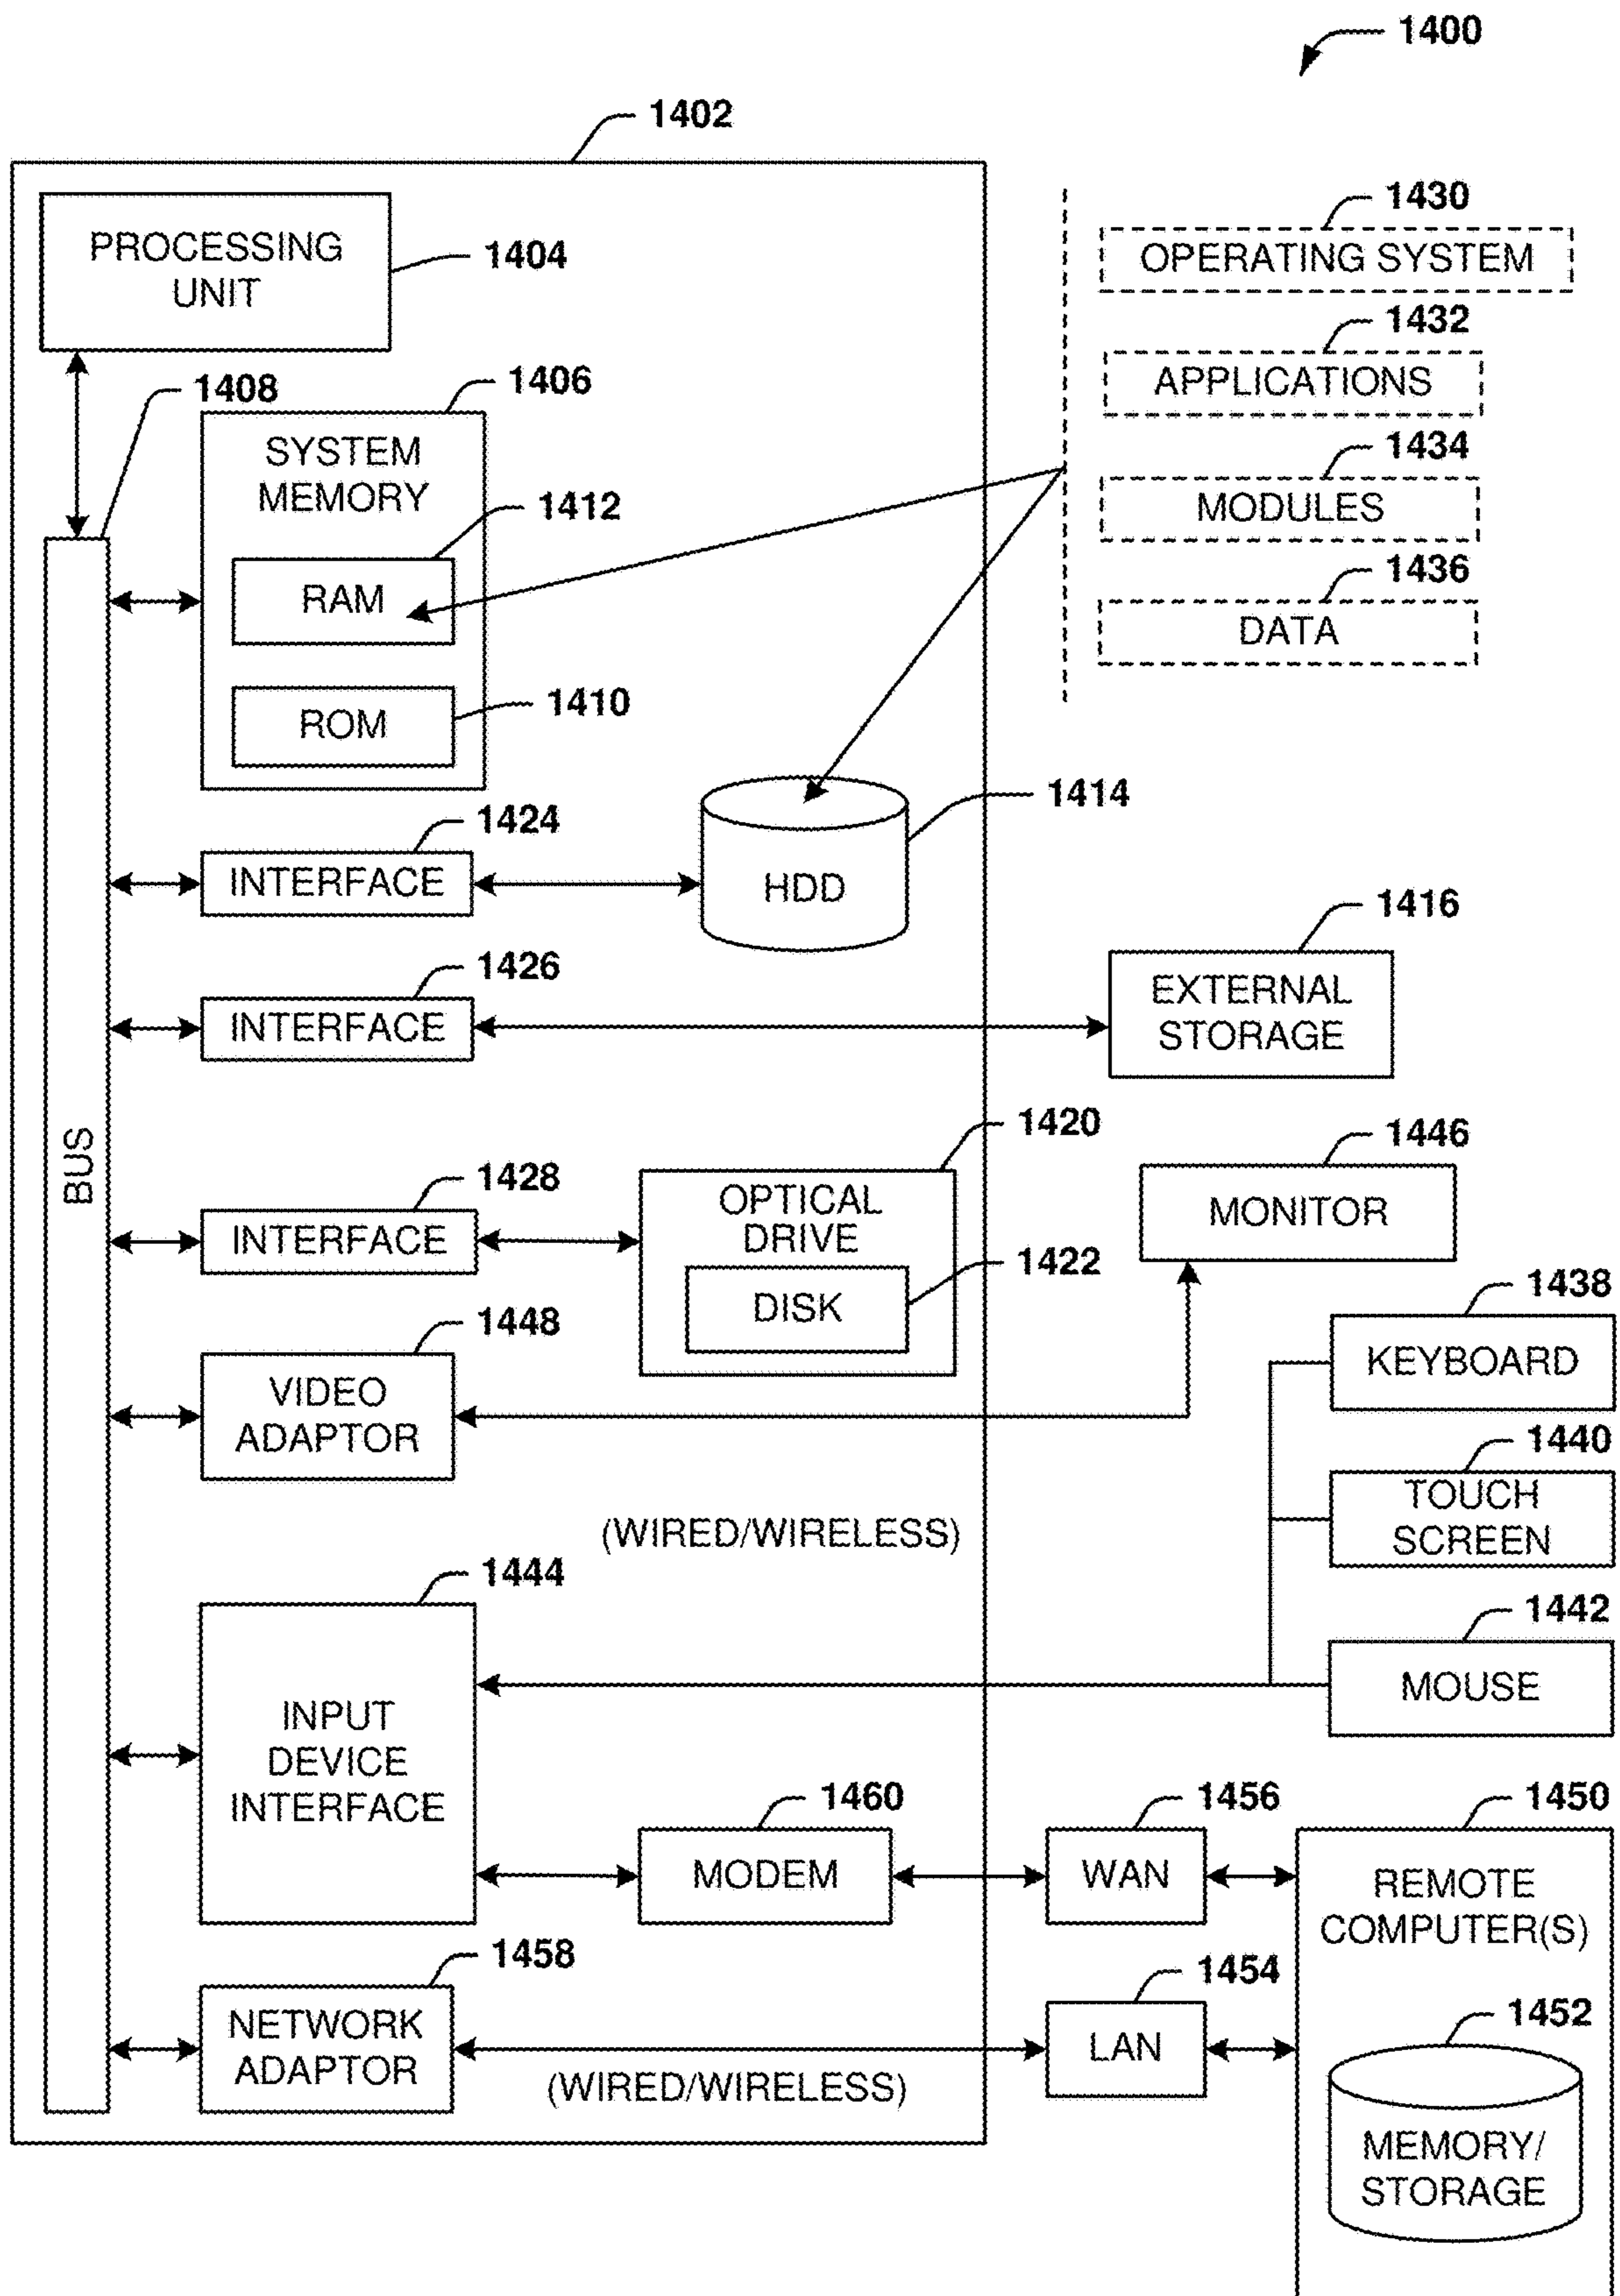 1400
1402
PROCESSING
UNIT
1404
1430
OPERATING SYSTEM
1432
APPLICATIONS
1434
MODULES
1436
DATA
1408
1406
SYSTEM
MEMORY
1412
RAM
1410
ROM
1414
HDD
1424
INTERFACE
1426
INTERFACE
1416
EXTERNAL
STORAGE
BUS
1428
INTERFACE
1420
OPTICAL
DRIVE
1422
DISK
1446
MONITOR
1448
VIDEO
ADAPTOR
1438
KEYBOARD
1440
TOUCH
SCREEN
(WIRED/WIRELESS)
1442
MOUSE
1444
INPUT
DEVICE
INTERFACE
1460
MODEM
1456
WAN
1450
REMOTE
COMPUTER(S)
1458
NETWORK
ADAPTOR
(WIRED/WIRELESS)
1454
LAN
1452
MEMORY/
STORAGE